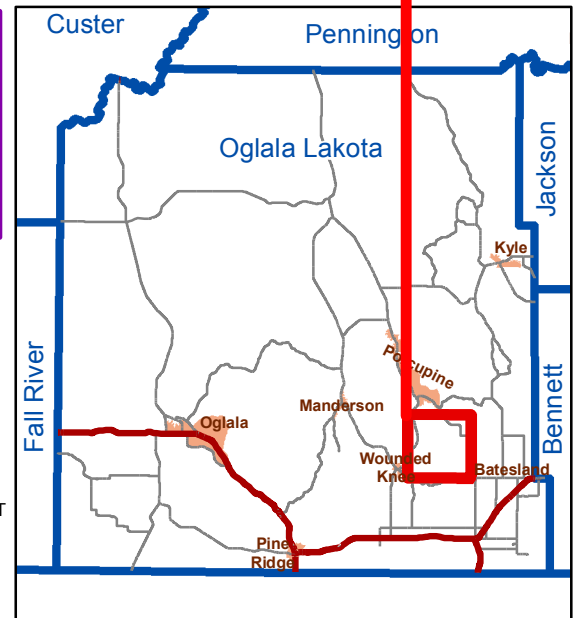 Custer
Pennington
Oglala Lakota
Jackson
Kyle
Fall River
Porcupine
Manderson
Oglala
Bennett
Wounded
Knee
Batesland
T
Pine
Ridge